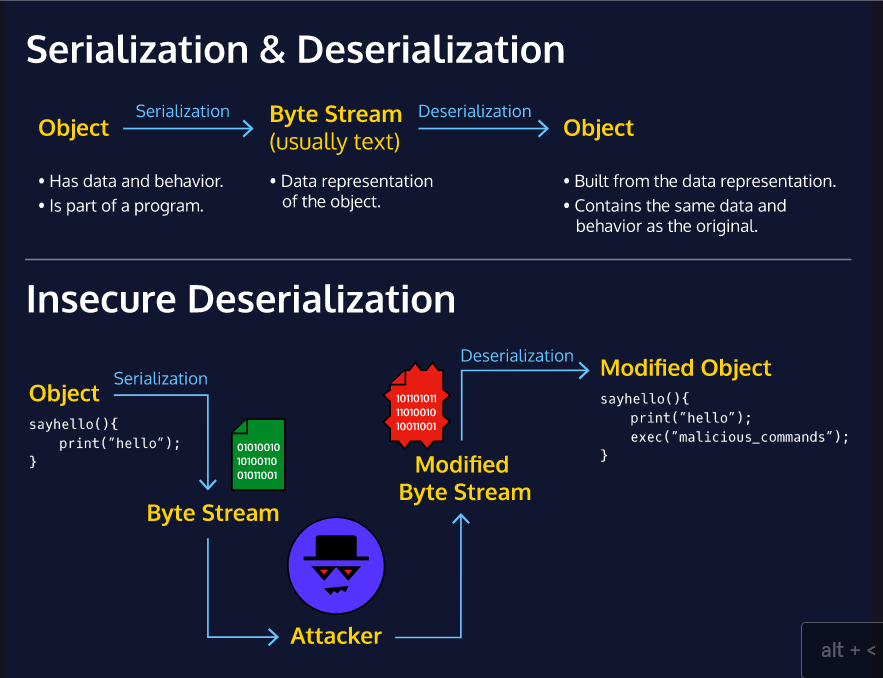 Serialization & Deserialization
Object
Serialization
Byte Stream
(usually text)
Deserialization
Object
• Has data and behavior.
• Is part of a program.
• Data representation
of the object.
• Built from the data representation.
• Contains the same data and
behavior as the original.
Insecure Deserialization
Object
Serialization
sayhello(){
print("hello");
}
01010010
10100110
01011001
Byte Stream
Attacker
101101011
11010010
10011001
Modified
Byte Stream
Deserialization
Modified Object
sayhello(){
print("hello");
exec("malicious_commands");
}
alt + <